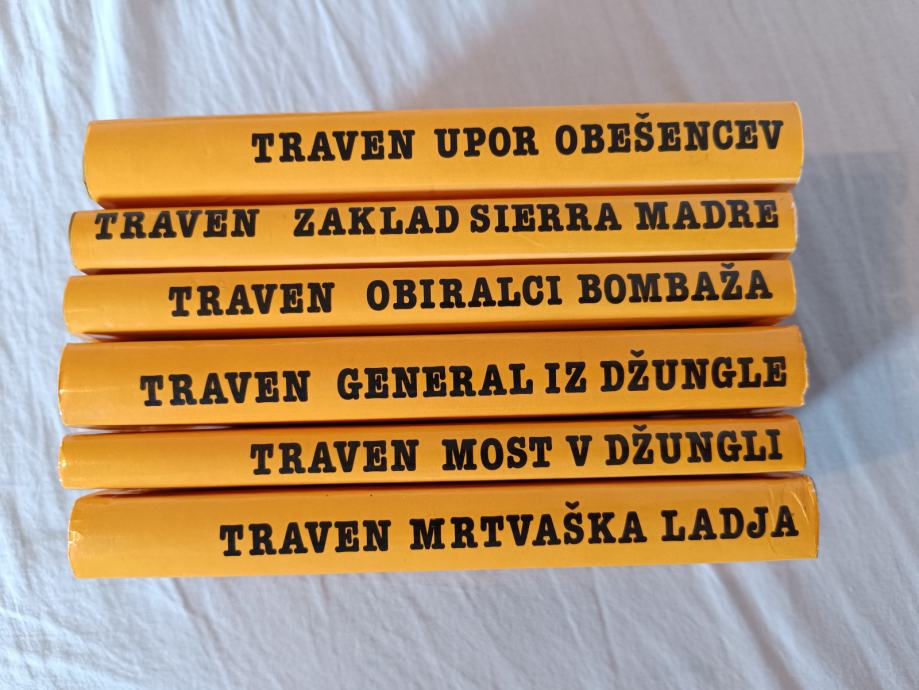 TRAVEN UPOR OBEŠENCEV
TRAVEN ZAKLAD SIERRA MADRE
TRAVEN OBIRALCI BOMBAŽA
TRAVEN GENERAL IZ DŽUNGLE
TRAVEN MOST V DŽUNGLI
TRAVEN MRTVAŠKA LADJA